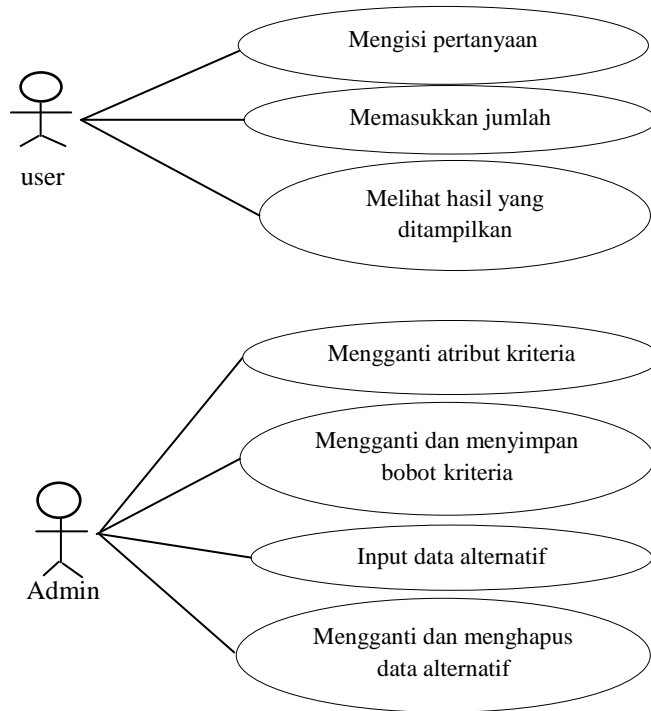 Mengisi pertanyaan
Memasukkan jumlah
user
Melihat hasil yang
ditampilkan
Mengganti atribut kriteria
Mengganti dan menyimpan
bobot kriteria
Input data alternatif
Admin
Mengganti dan menghapus
data alternatif